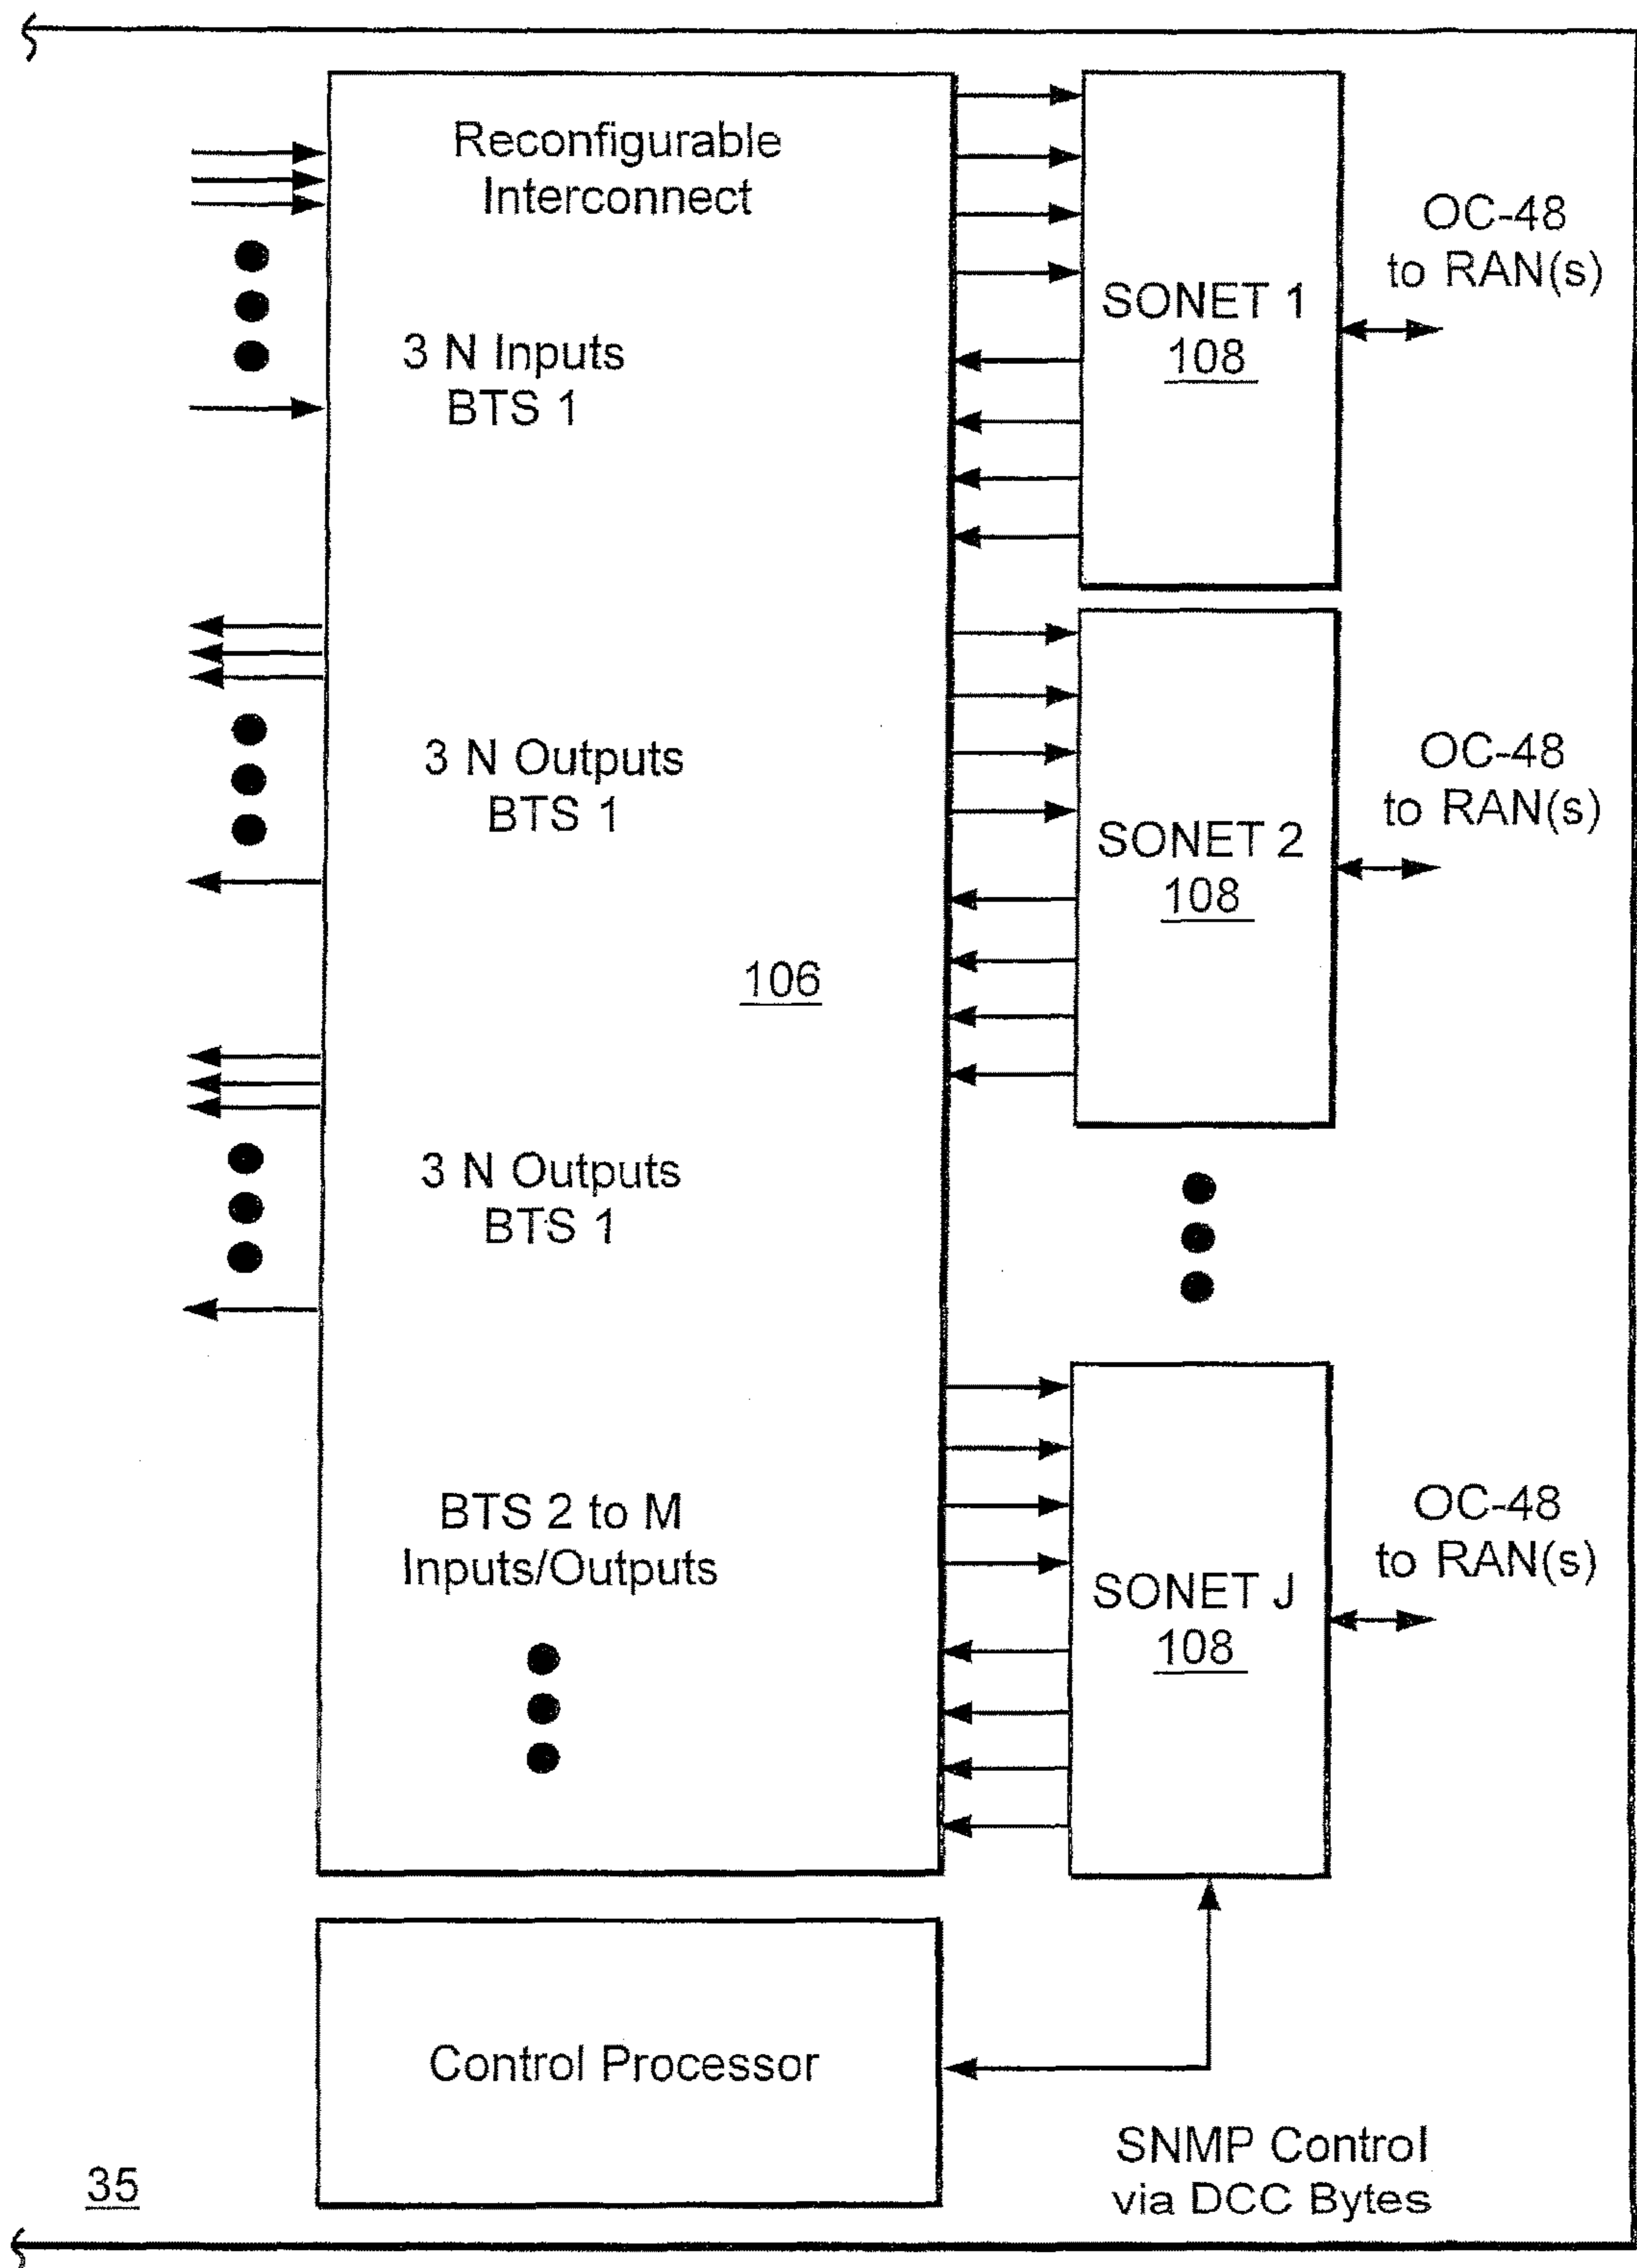 Reconfigurable
Interconnect
3 N Inputs
BTS 1
3 N Outputs
BTS 1
106
3 N Outputs
BTS 1
BTS 2 to M
Inputs/Outputs
SONET 1
108
OC-48
to RAN(s)
SONET 2
108
OC-48
to RAN(s)
SONET J
108
OC-48
to RAN(s)
Control Processor
SNMP Control
via DCC Bytes
35